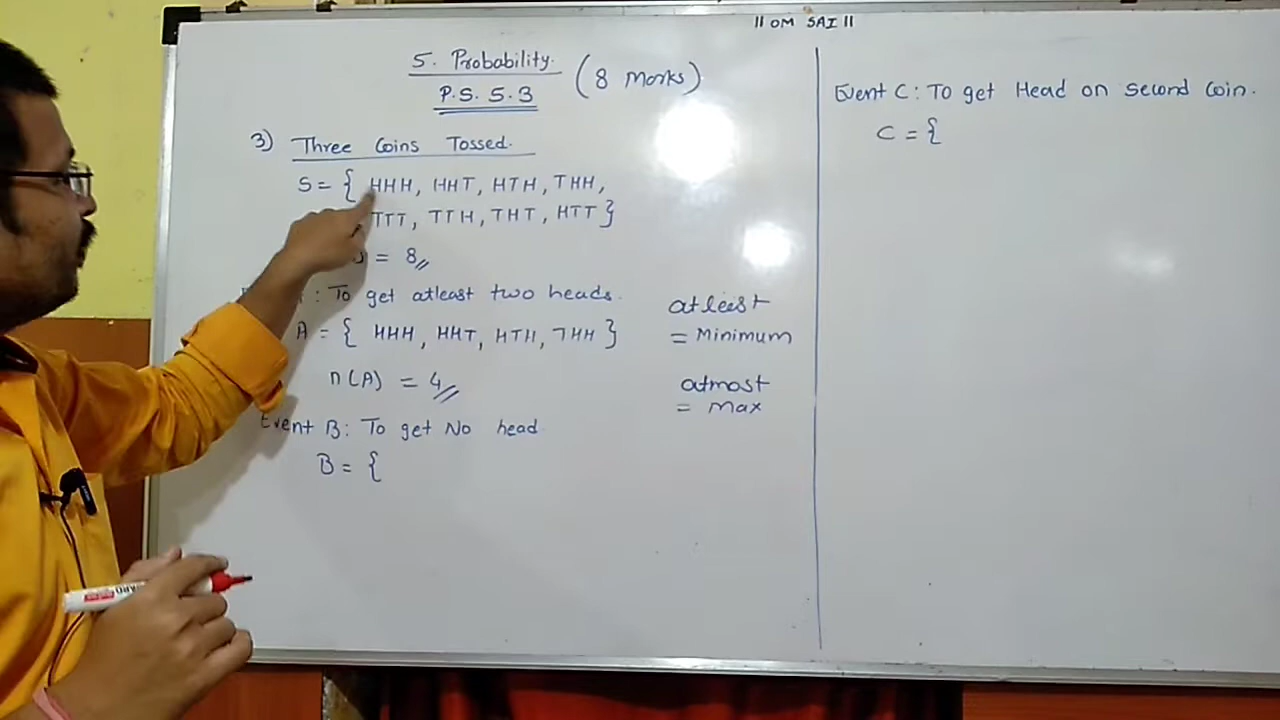 || OM SAI ||
5. Probability.
(8 Marks)
P.S. 5.3
3) Three Coins Tossed.
S = { HHH, HHT, HTH, THH,
TTT, TTH, THT, HTT }
= 8
: To get atleast two heads.
A = { HHH, HHT, HTH, THH }
n(A) = 4
Event B: To get No head
B = {
atleest
= Minimum
atmost
= Max
Event C: To get Head on second Coin.
C = {